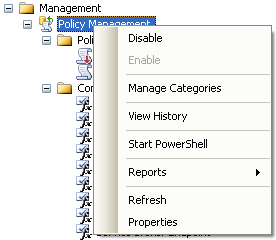 Management
Policy Management
Poli
Con
Disable
Enable
Manage Categories
View History
Start PowerShell
Reports
Refresh
Properties